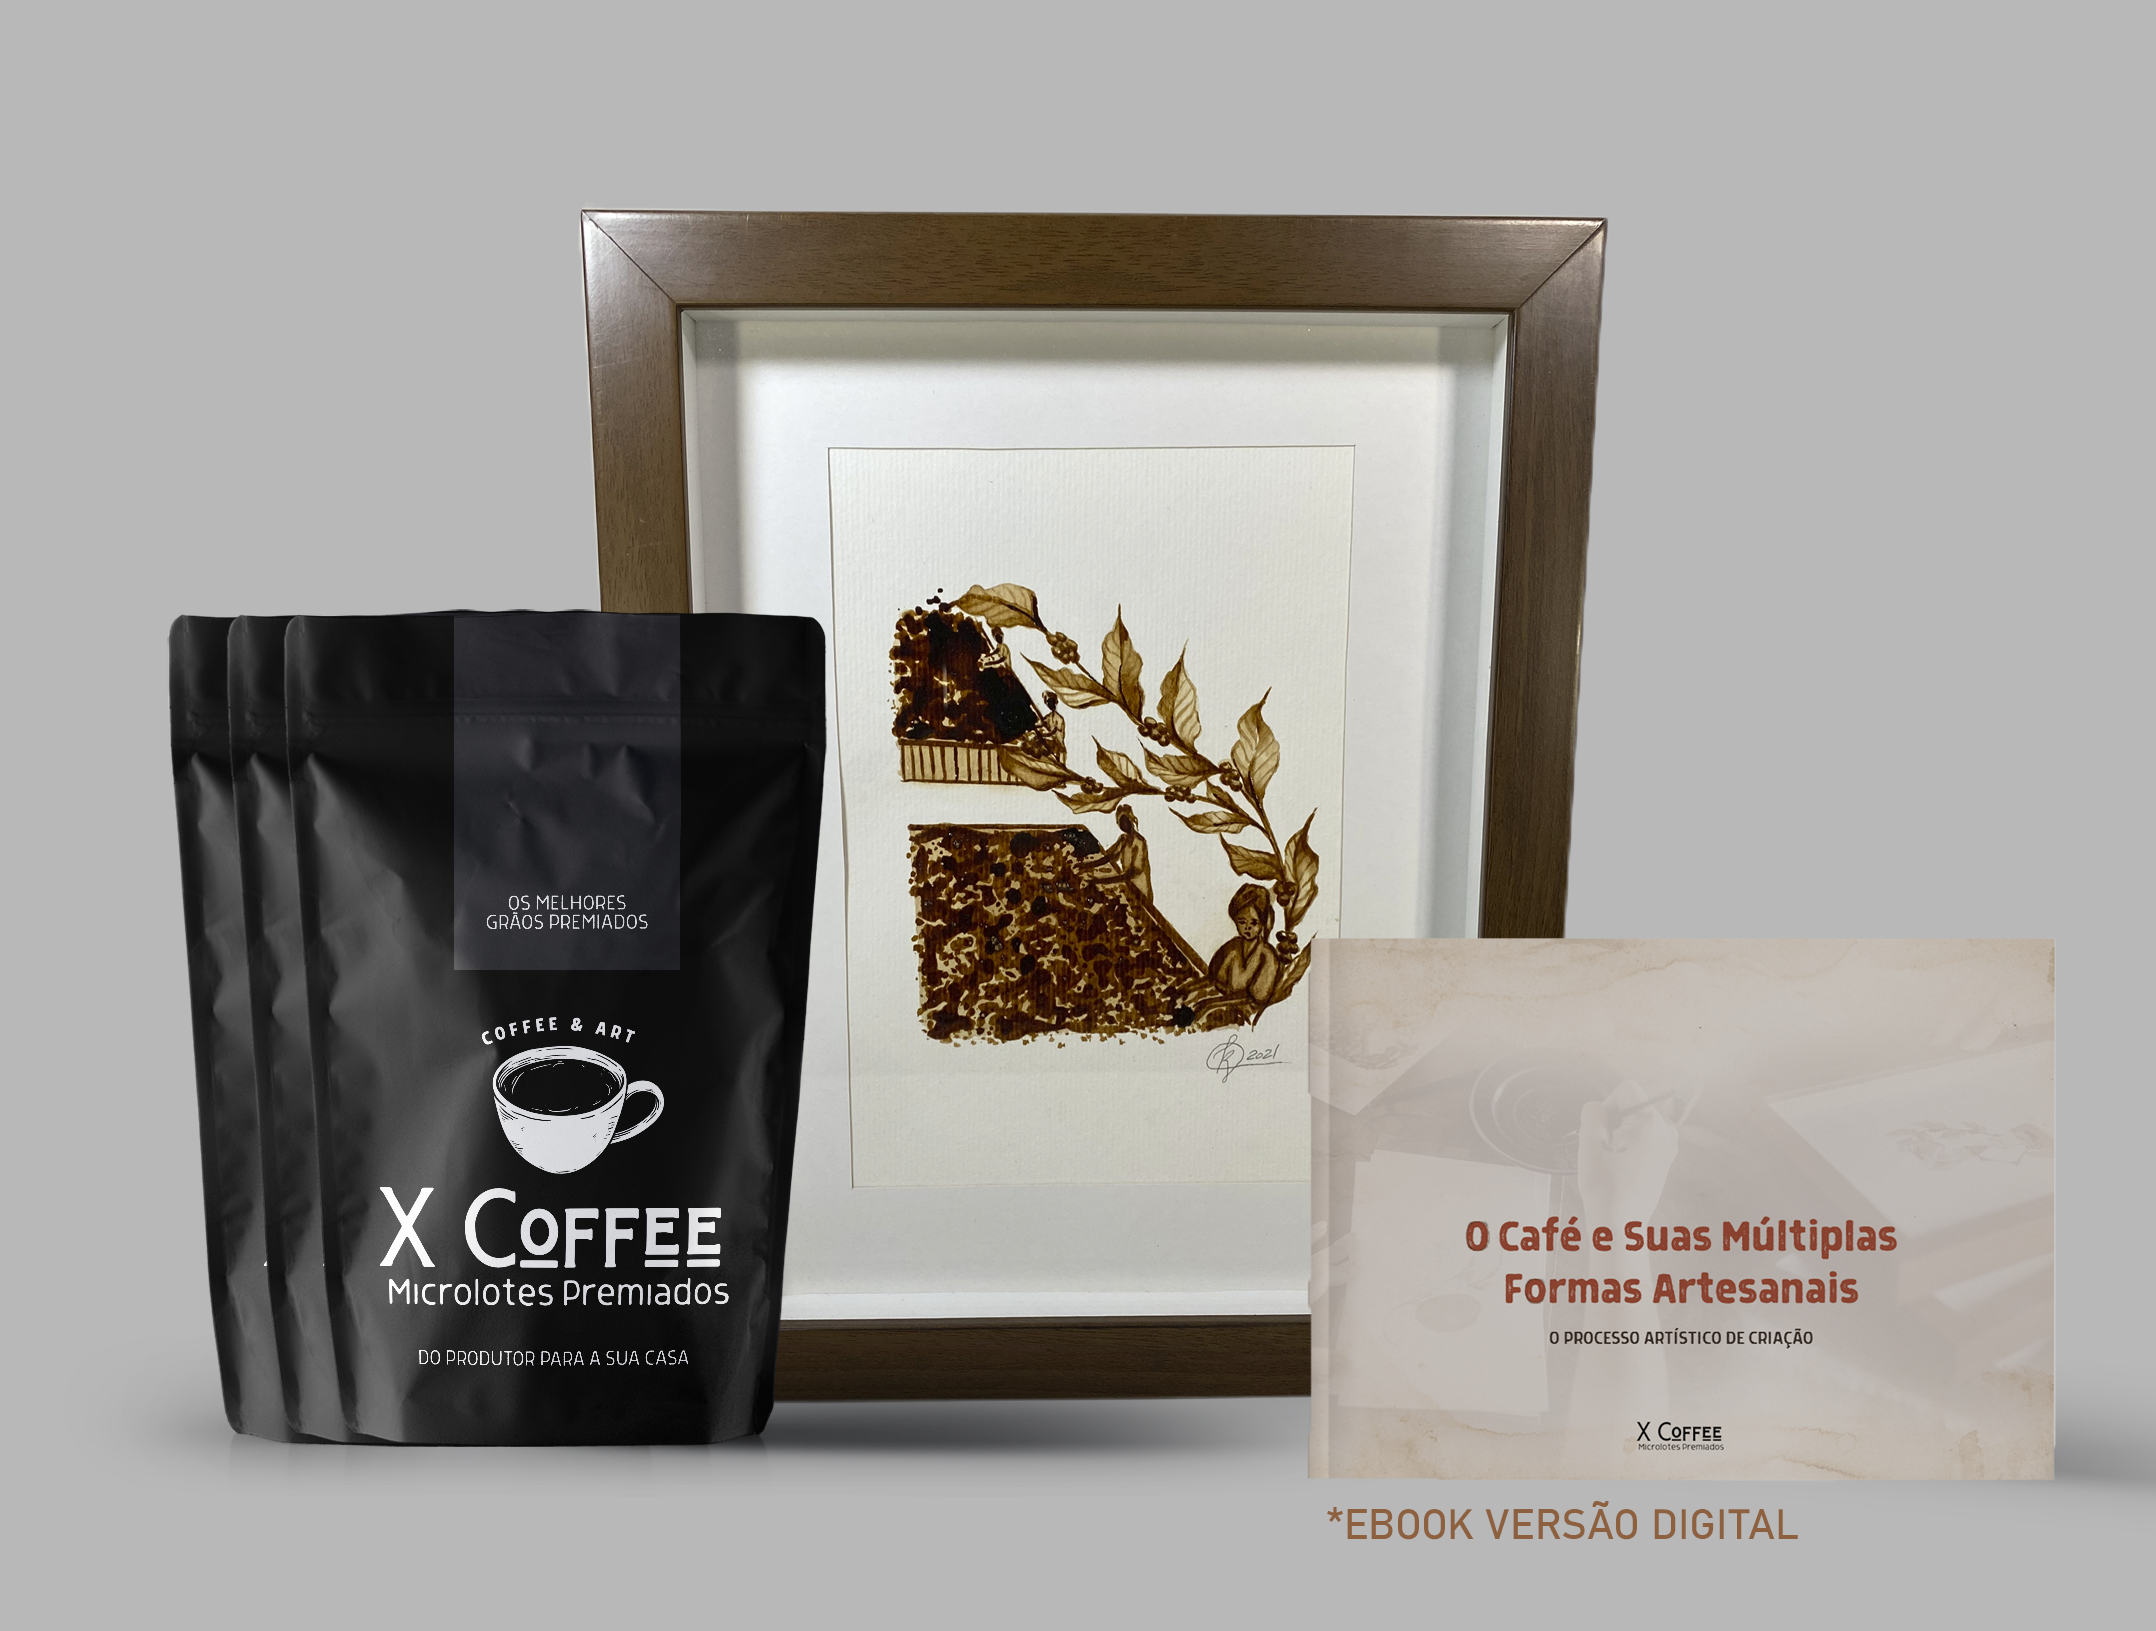 OS MELHORES
GRÃOS PREMIADOS
COFFEE & ART
X COFFEE
Microlotes Premiados
DO PRODUTOR PARA A SUA CASA
2021
O Café e Suas Múltiplas
Formas Artesanais
O PROCESSO ARTÍSTICO DE CRIAÇÃO
X COFFEE
Microlotes Premiados
*EBOOK VERSÃO DIGITAL